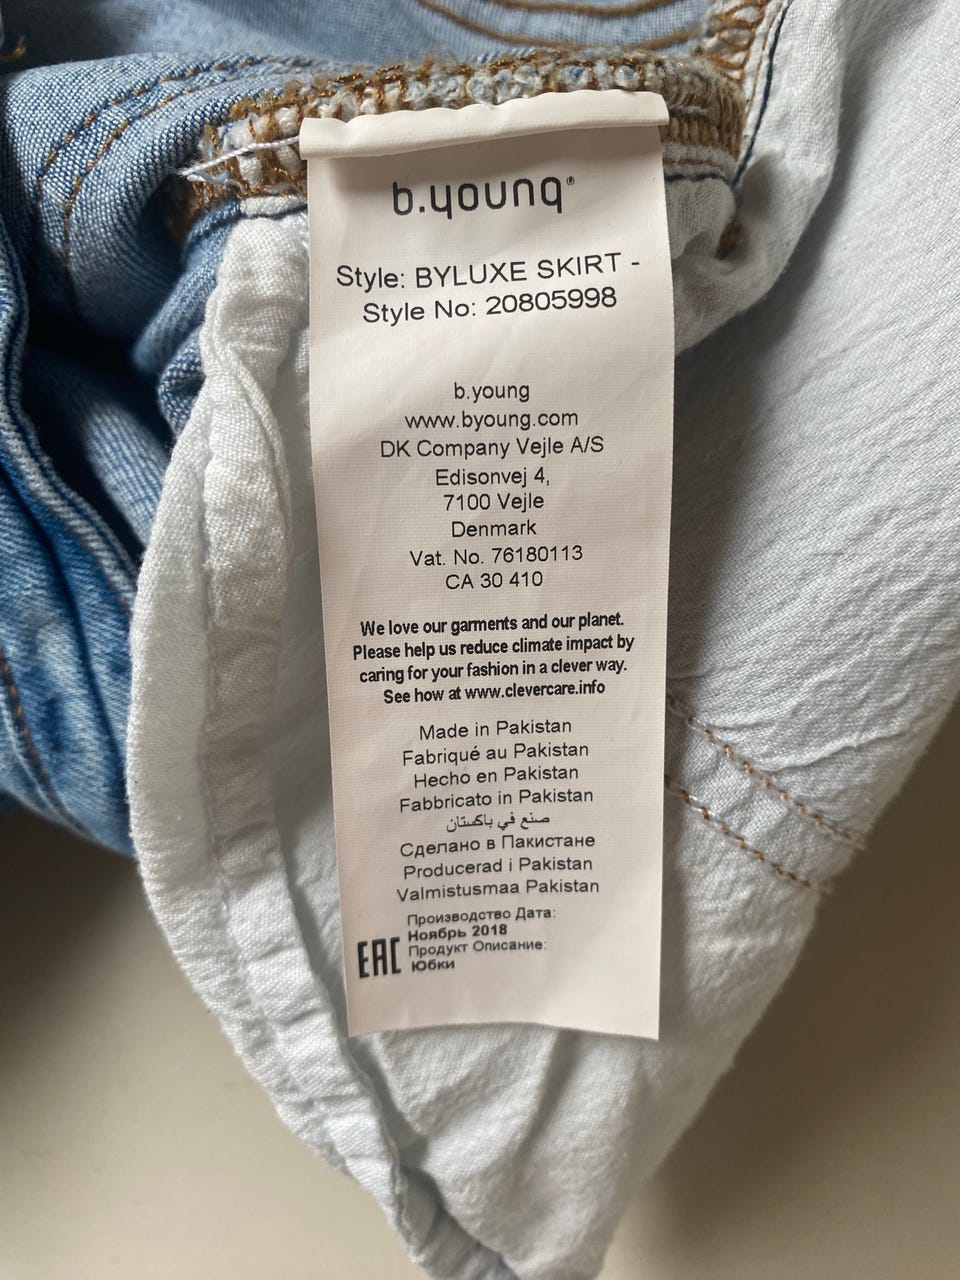 b.young®
Style: BYLUXE SKIRT -
Style No: 20805998
b.young
www.byoung.com
DK Company Vejle A/S
Edisonvej 4,
7100 Vejle
Denmark
Vat. No. 76180113
CA 30 410
We love our garments and our planet.
Please help us reduce climate impact by
caring for your fashion in a clever way.
See how at www.clevercare.info
Made in Pakistan
Fabriqué au Pakistan
Hecho en Pakistan
Fabbricato in Pakistan
صنع في باكستان
Сделано в Пакистане
Producerad i Pakistan
Valmistusmaa Pakistan
Производство Дата:
Ноябрь 2018
Продукт Описание:
Юбки
EAC